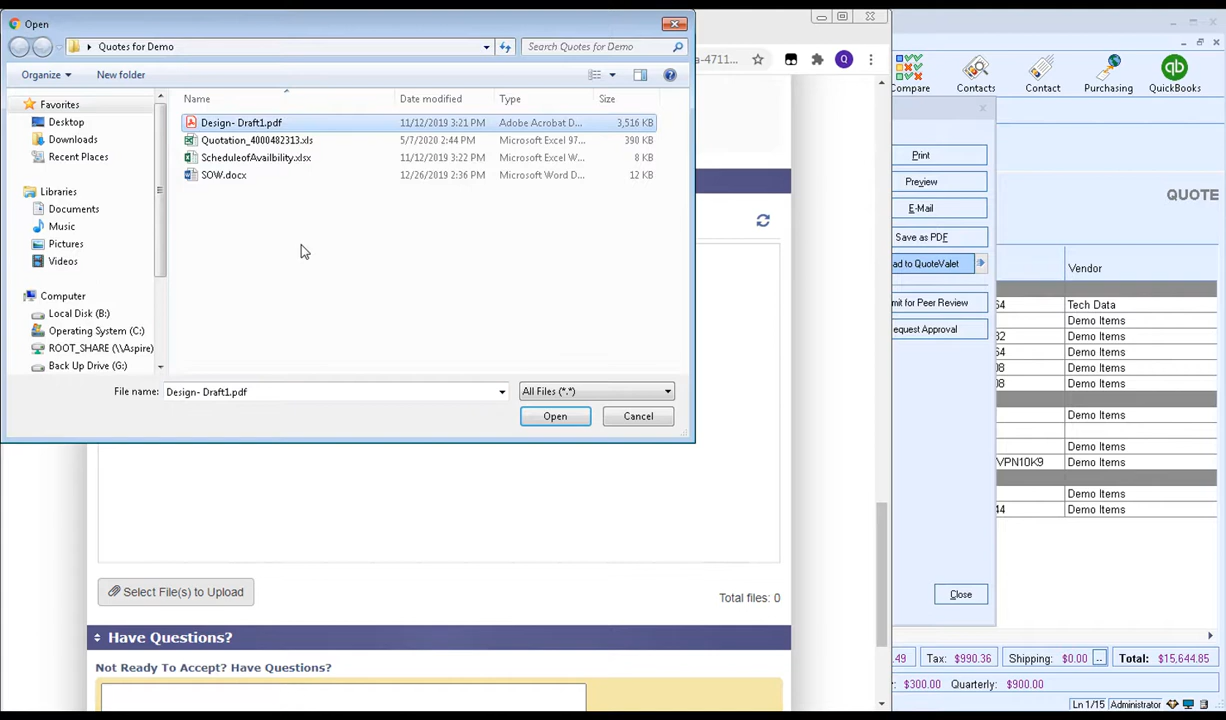 Open
Quotes for Demo
Search Quotes for Demo
Organize
New folder
Name
Date modified
Type
Size
Favorites
Desktop
Downloads
Recent Places
Libraries
Documents
Music
Pictures
Videos
Computer
Local Disk (B:)
Operating System (C:)
ROOT_SHARE (\\Aspire)
Back Up Drive (G:)
Design- Draft1.pdf 11/12/2019 3:21 PM Adobe Acrobat D... 3,516 KB
Quotation_4000482313.xls 5/7/2020 2:44 PM Microsoft Excel 97... 390 KB
ScheduleofAvailbility.xlsx 11/12/2019 3:22 PM Microsoft Excel W... 8 KB
SOW.docx 12/26/2019 2:36 PM Microsoft Word D... 12 KB
File name: Design- Draft1.pdf
All Files (*.*)
Open
Cancel
a-4711...
Q
Select File(s) to Upload
Total files: 0
Have Questions?
Not Ready To Accept? Have Questions?
Compare
Contacts
Contact
Purchasing
qb
QuickBooks
Print
Preview
E-Mail
Save as PDF
ad to QuoteValet
mit for Peer Review
equest Approval
Close
QUOTE
Vendor
64 Tech Data
Demo Items
32 Demo Items
64 Demo Items
08 Demo Items
08 Demo Items
Demo Items
Demo Items
VPN10K9 Demo Items
Demo Items
44 Demo Items
.49 Tax: $990.36 Shipping: $0.00 .. Total: $15,644.85
$300.00 Quarterly: $900.00
Ln 1/15 Administrator